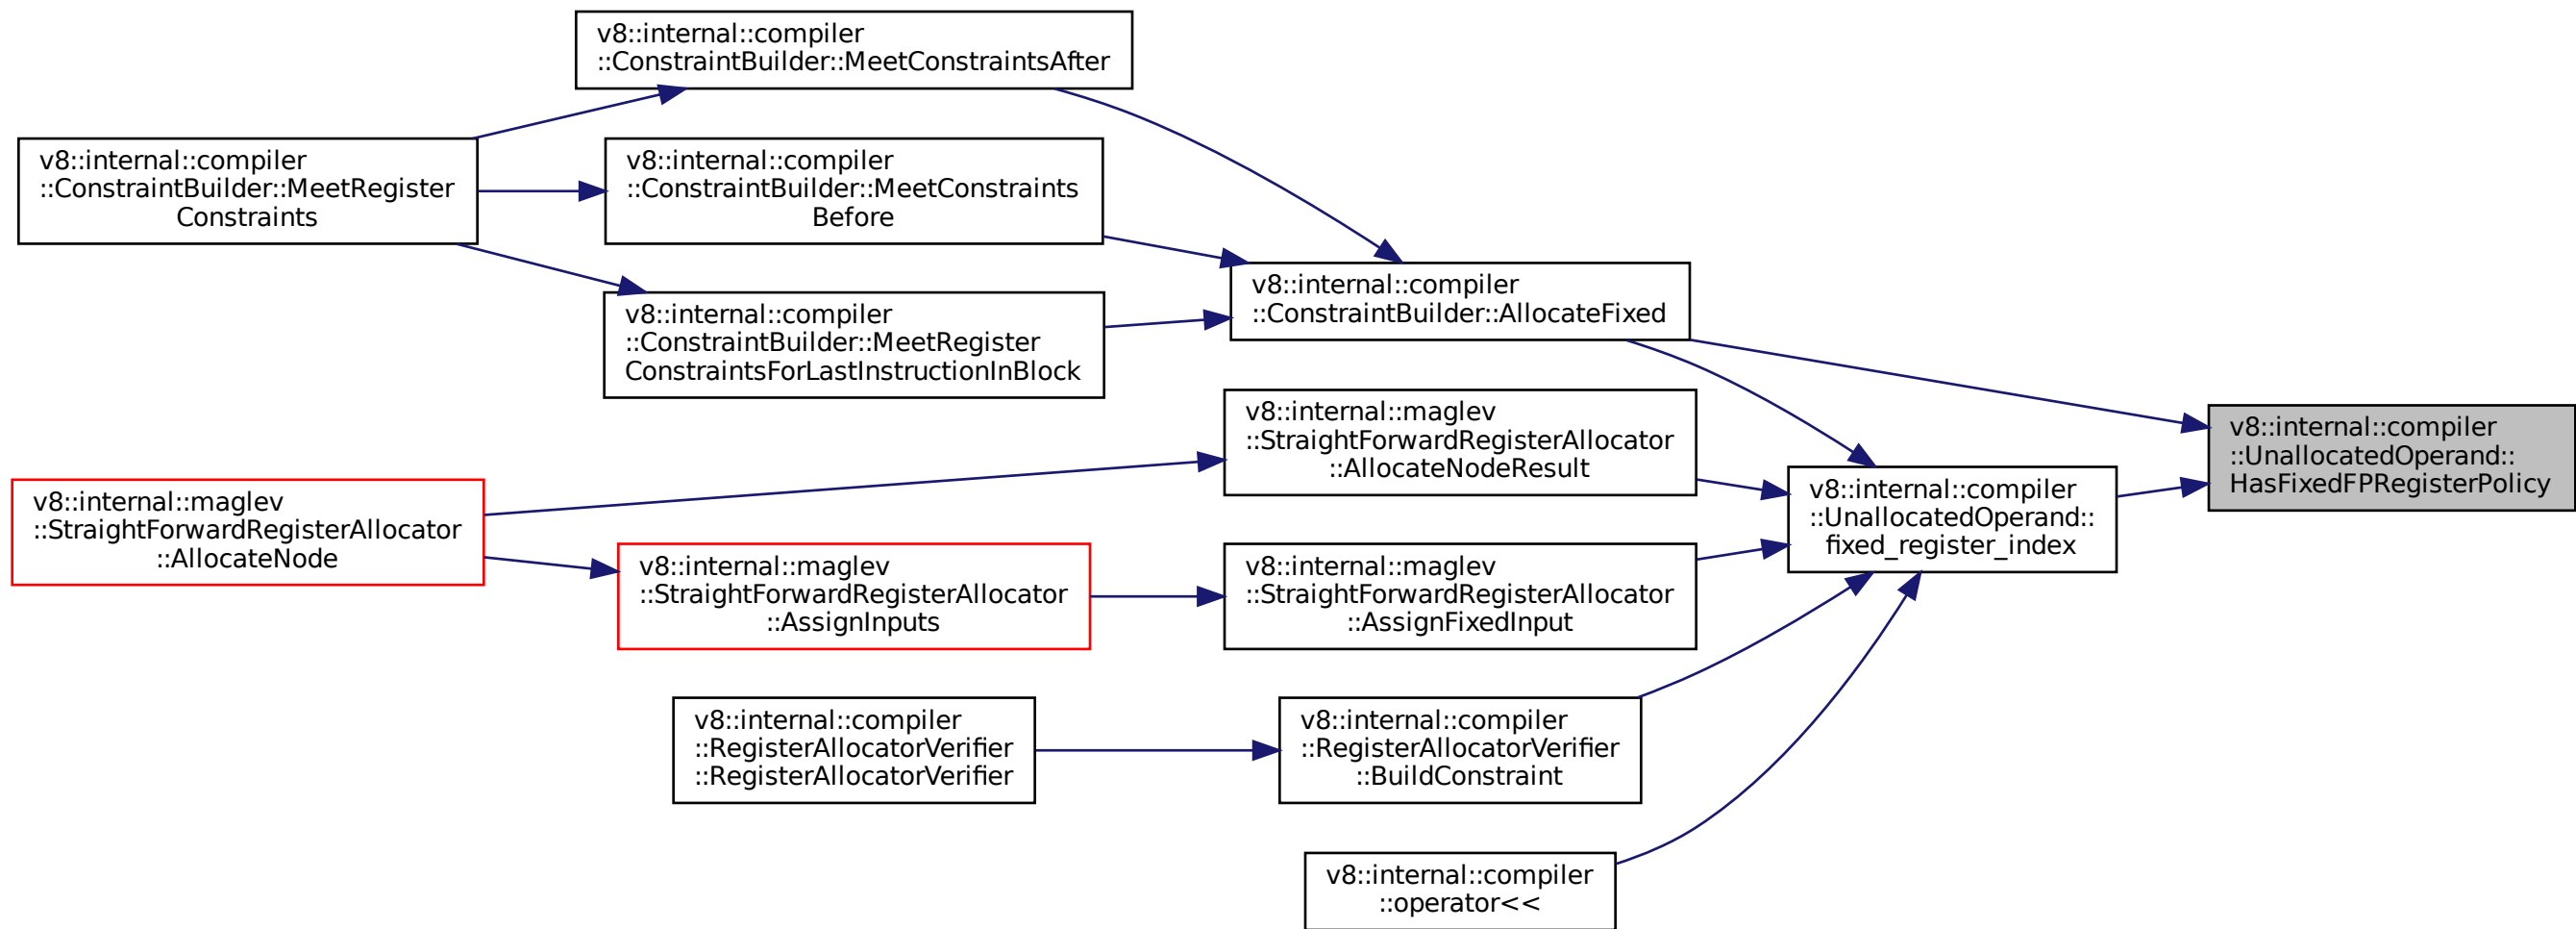 v8::internal::compiler
::ConstraintBuilder::MeetConstraintsAfter
v8::internal::compiler
::ConstraintBuilder::MeetRegister
Constraints
v8::internal::compiler
::ConstraintBuilder::MeetConstraints
Before
v8::internal::compiler
::ConstraintBuilder::AllocateFixed
v8::internal::compiler
::ConstraintBuilder::MeetRegister
ConstraintsForLastInstructionInBlock
v8::internal::maglev
::StraightForwardRegisterAllocator
::AllocateNodeResult
v8::internal::compiler
::UnallocatedOperand::
HasFixedFPRegisterPolicy
v8::internal::compiler
::UnallocatedOperand::
fixed_register_index
v8::internal::maglev
::StraightForwardRegisterAllocator
::AllocateNode
v8::internal::maglev
::StraightForwardRegisterAllocator
::AssignInputs
v8::internal::maglev
::StraightForwardRegisterAllocator
::AssignFixedInput
v8::internal::compiler
::RegisterAllocatorVerifier
::RegisterAllocatorVerifier
v8::internal::compiler
::RegisterAllocatorVerifier
::BuildConstraint
v8::internal::compiler
::operator<<